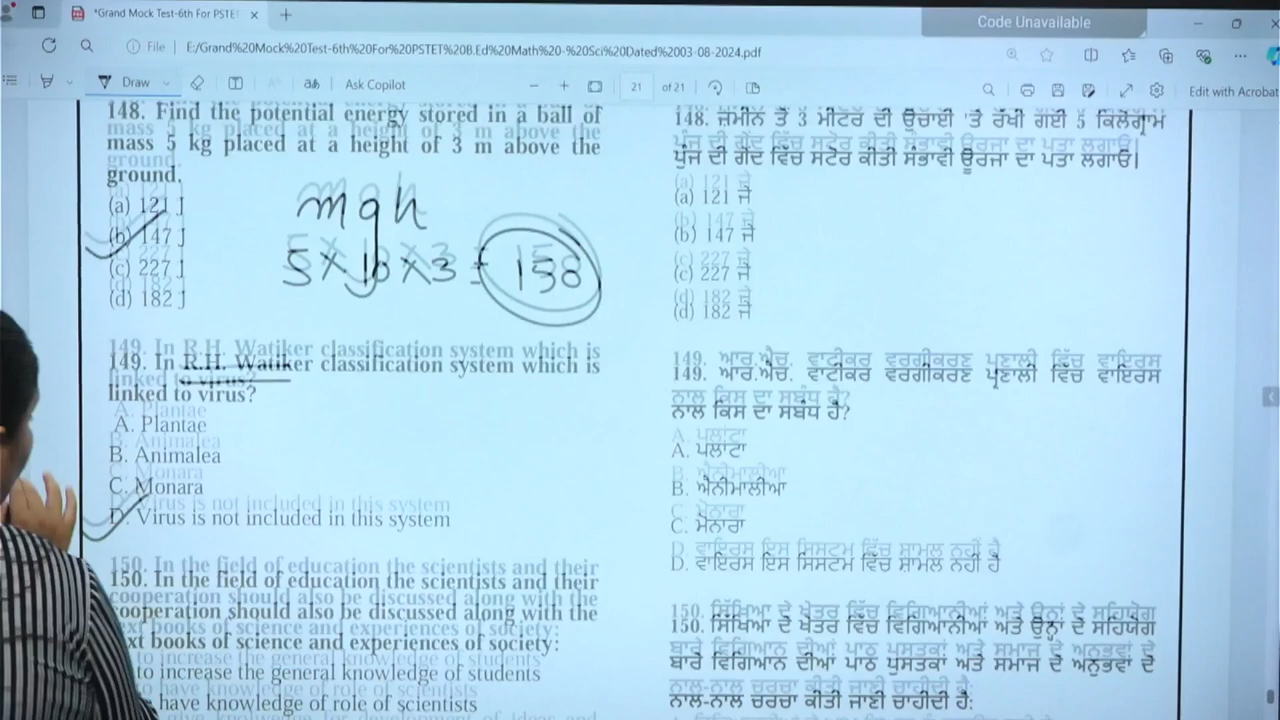 *Grand Mock Test-6th For PSTET
Code Unavailable
File
E:/Grand%20Mock%20Test-6th%20For%20PSTET%20B.Ed%20Math%20-%20Sci%20Dated%2003-08-2024.pdf
Draw
Ask Copilot
21
of 21
Edit with Acrobat
148. Find the potential energy stored in a ball of
mass 5 kg placed at a height of 3 m above the
ground.
(a) 121 J
(b) 147 J
(c) 227 J
(d) 182 J
mgh
5×10×3 =
149. In R.H. Watiker classification system which is
linked to virus?
A. Plantae
B. Animalea
C. Monara
D. Virus is not included in this system
150. In the field of education the scientists and their
cooperation should also be discussed along with the
xt books of science and experiences of society:
to increase the general knowledge of students
have knowledge of role of scientists
148. ਜ਼ਮੀਨ ਤੋਂ 3 ਮੀਟਰ ਦੀ ਉਚਾਈ 'ਤੇ ਰੱਖੀ ਗਈ 5 ਕਿਲੋਗ੍ਰਾਮ
ਪੁੰਜ ਦੀ ਗੇਂਦ ਵਿੱਚ ਸਟੋਰ ਕੀਤੀ ਸੰਭਾਵੀ ਊਰਜਾ ਦਾ ਪਤਾ ਲਗਾਓ।
(a) 121 ਜੇ
(b) 147 ਜੇ
(c) 227 ਜੇ
(d) 182 ਜੇ
149. ਆਰ.ਐਚ. ਵਾਟੀਕਰ ਵਰਗੀਕਰਣ ਪ੍ਰਣਾਲੀ ਵਿੱਚ ਵਾਇਰਸ
ਨਾਲ ਕਿਸ ਦਾ ਸਬੰਧ ਹੈ?
A. ਪਲਾਂਟਾ
B. ਐਨੀਮਾਲੀਆ
C. ਮੋਨਾਰਾ
D. ਵਾਇਰਸ ਇਸ ਸਿਸਟਮ ਵਿੱਚ ਸ਼ਾਮਲ ਨਹੀਂ ਹੈ
150. ਸਿੱਖਿਆ ਦੇ ਖੇਤਰ ਵਿੱਚ ਵਿਗਿਆਨੀਆਂ ਅਤੇ ਉਨ੍ਹਾਂ ਦੇ ਸਹਿਯੋਗ
ਬਾਰੇ ਵਿਗਿਆਨ ਦੀਆਂ ਪਾਠ ਪੁਸਤਕਾਂ ਅਤੇ ਸਮਾਜ ਦੇ ਅਨੁਭਵਾਂ ਦੇ
ਨਾਲ-ਨਾਲ ਚਰਚਾ ਕੀਤੀ ਜਾਣੀ ਚਾਹੀਦੀ ਹੈ: